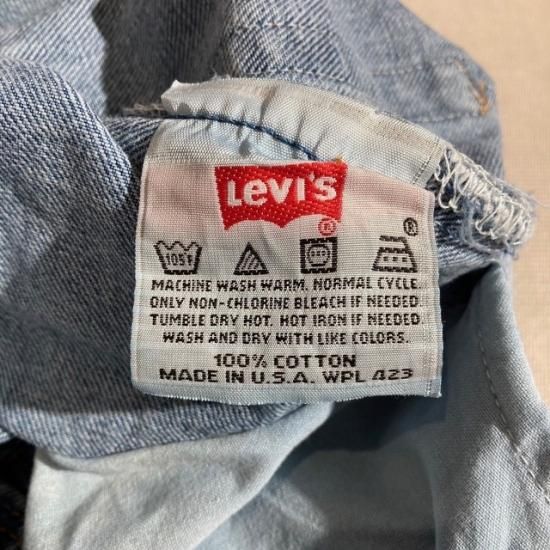 LEVI'S
®
105F ®
MACHINE WASH WARM. NORMAL CYCLE.
ONLY NON-CHLORINE BLEACH IF NEEDED.
TUMBLE DRY HOT. HOT IRON IF NEEDED.
WASH AND DRY WITH LIKE COLORS.
100% COTTON
MADE IN U.S.A. WPL 423